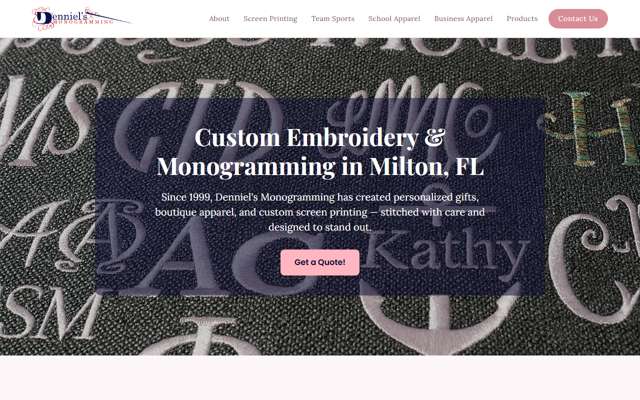 Denniel's
MONOGRAMMING
About
Screen Printing
Team Sports
School Apparel
Business Apparel
Products
Contact Us
Custom Embroidery &
Monogramming in Milton, FL
Since 1999, Denniel's Monogramming has created personalized gifts,
boutique apparel, and custom screen printing — stitched with care and
designed to stand out.
Get a Quote!
Kathy
SM